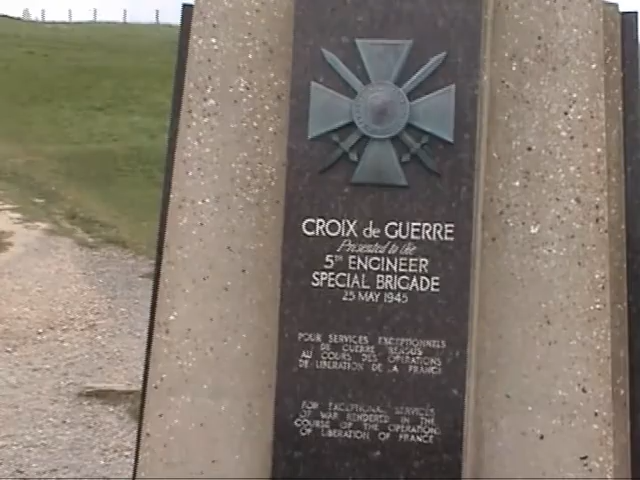 CROIX de GUERRE
Presented to the
5TH ENGINEER
SPECIAL BRIGADE
25 MAY 1945
POUR SERVICES EXCEPTIONNELS
DE GUERRE RENDUS
AU COURS DES OPERATIONS
DE LIBERATION DE LA FRANCE
FOR EXCEPTIONAL SERVICES
OF WAR RENDERED IN THE
COURSE OF THE OPERATIONS
OF LIBERATION OF FRANCE